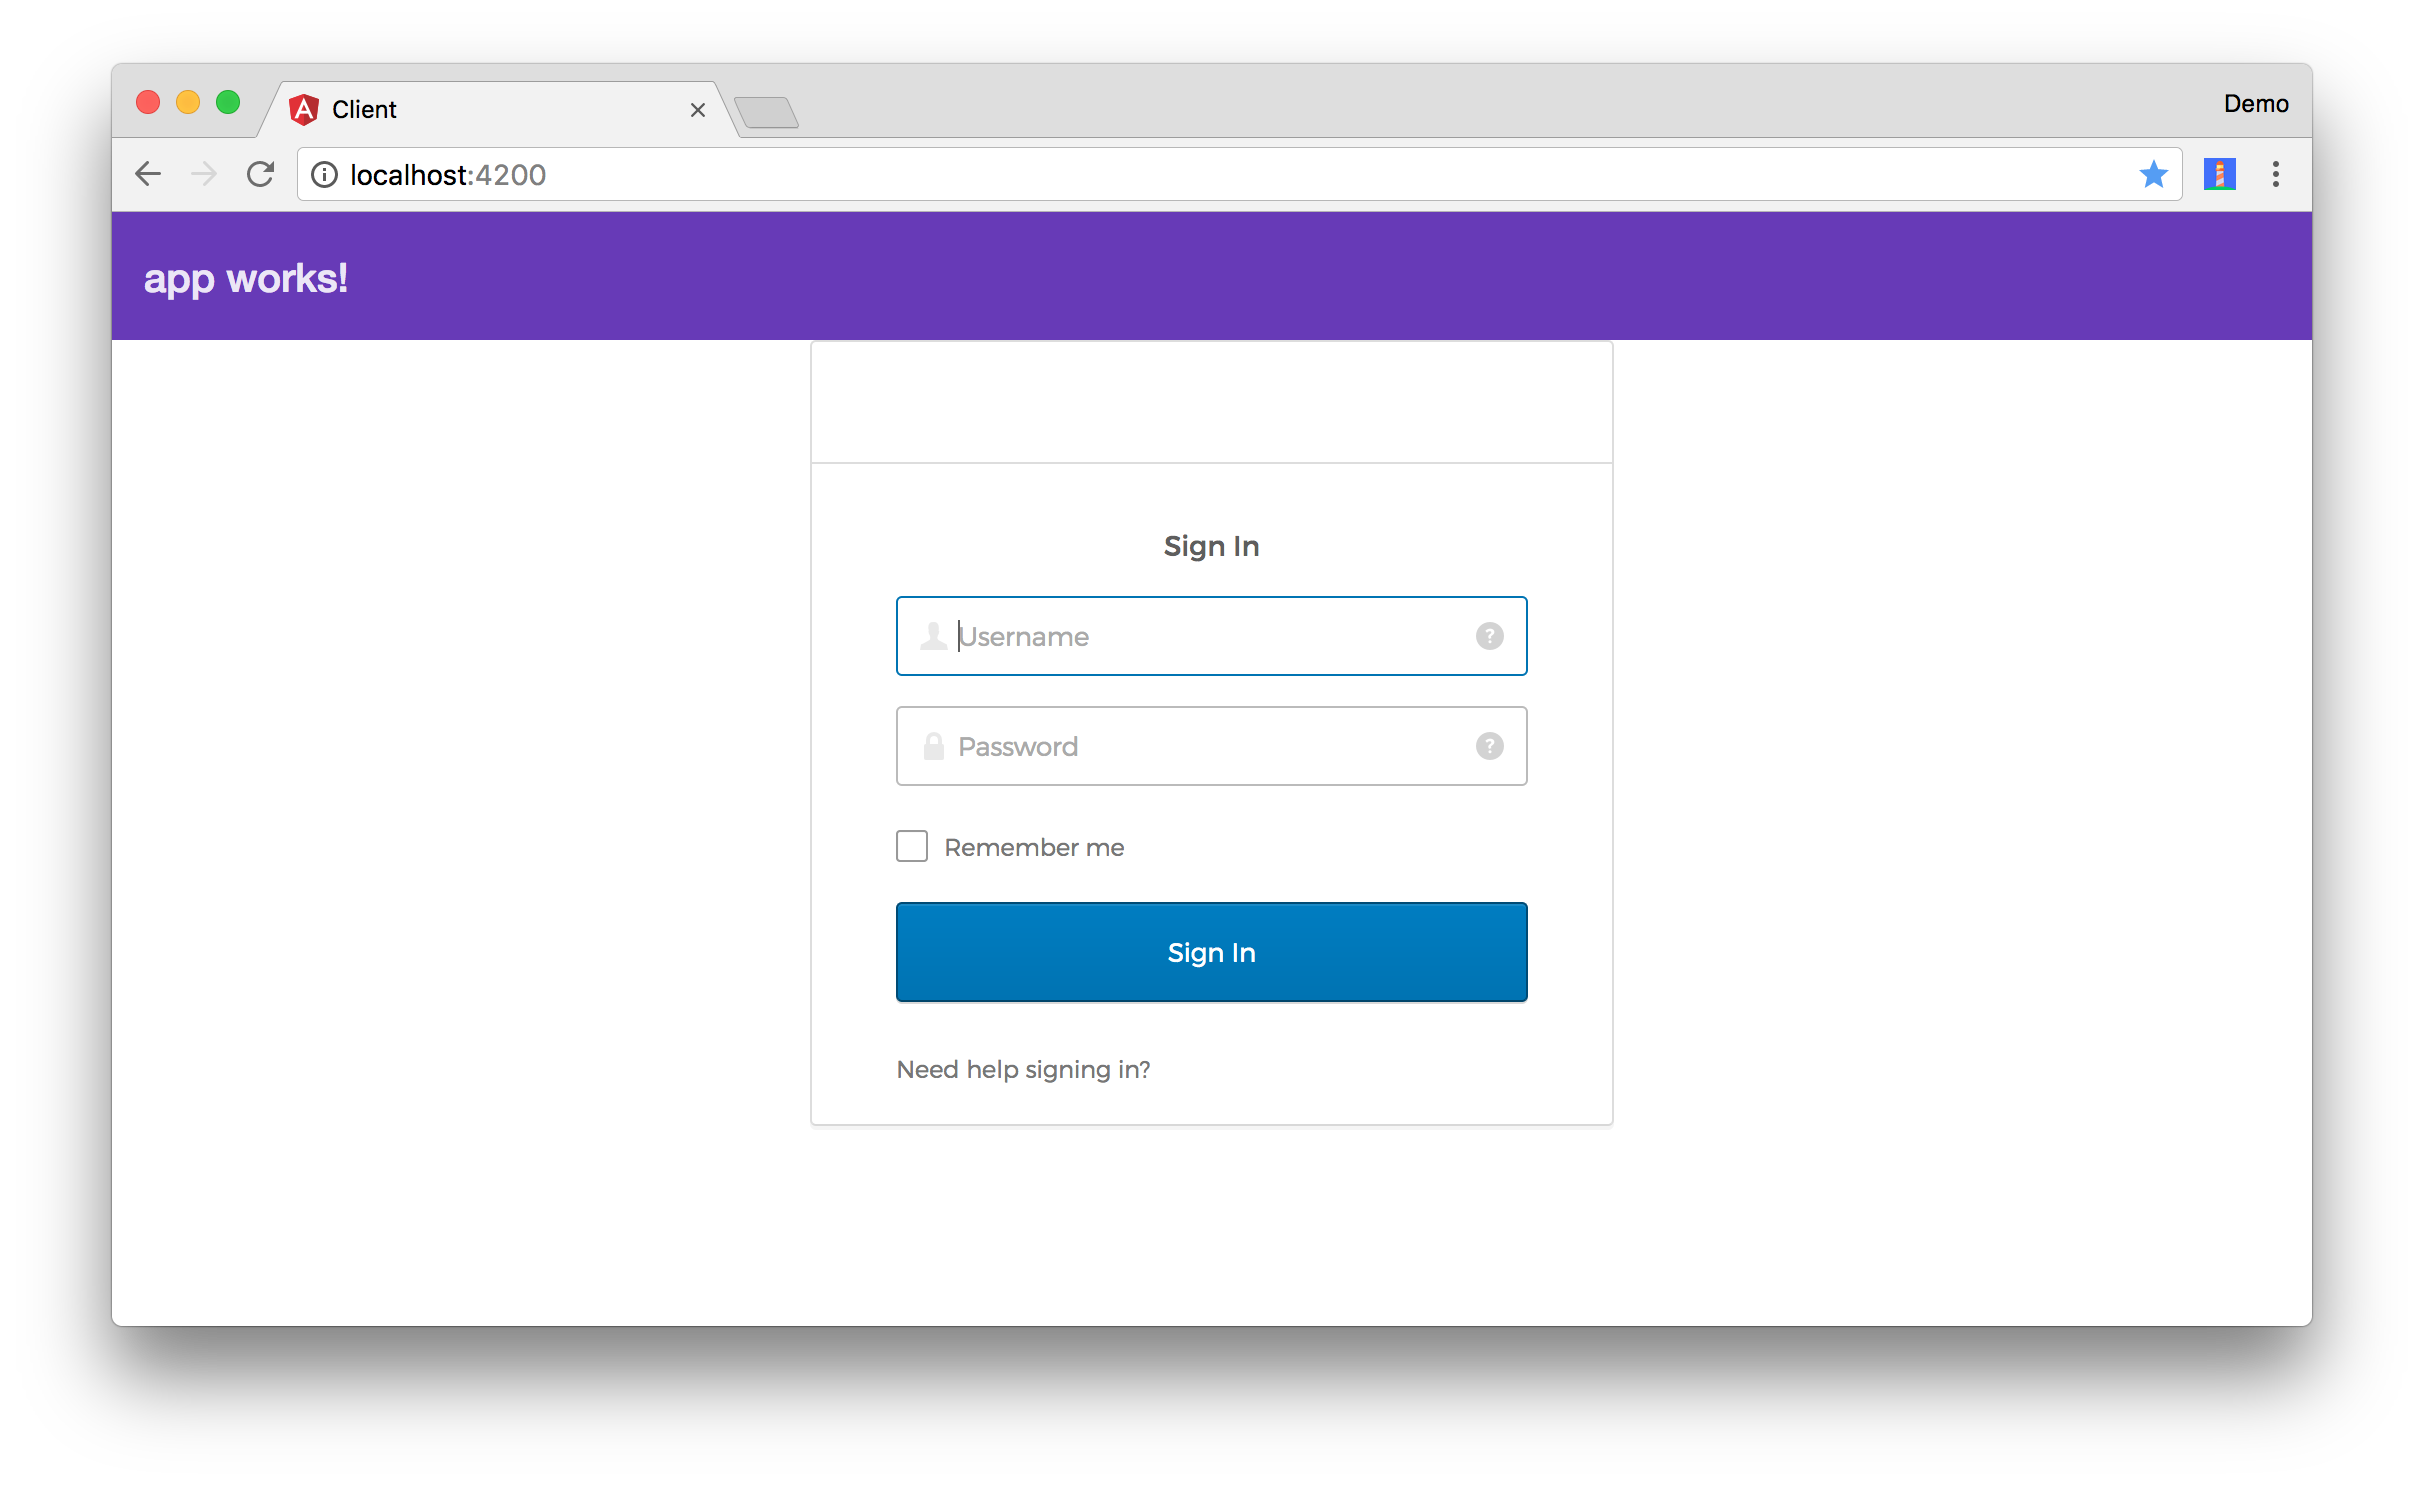 Client
Demo
localhost:4200
app works!
Sign In
Username
Password
Remember me
Sign In
Need help signing in?